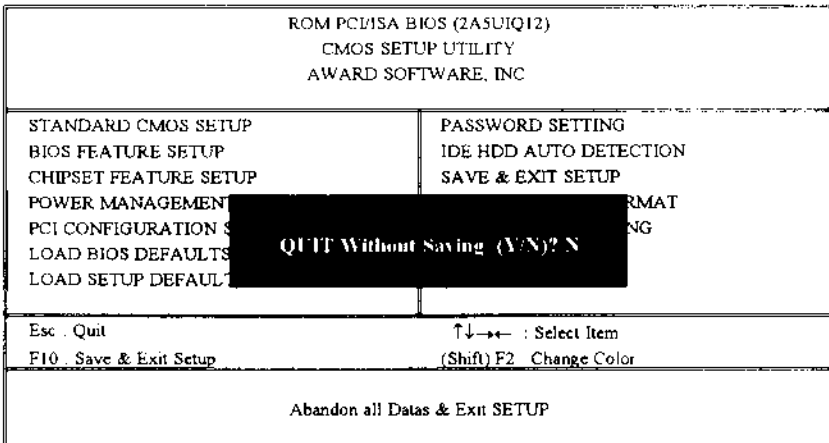 ROM PCI/ISA BIOS (2A5UIQ12)
CMOS SETUP UTILITY
AWARD SOFTWARE, INC
STANDARD CMOS SETUP
BIOS FEATURE SETUP
CHIPSET FEATURE SETUP
POWER MANAGEMENT
PCI CONFIGURATION S
LOAD BIOS DEFAULTS
LOAD SETUP DEFAULT
PASSWORD SETTING
IDE HDD AUTO DETECTION
SAVE & EXIT SETUP
RMAT
NG
QUIT Without Saving (Y/N)? N
Esc . Quit
F10 . Save & Exit Setup
↑↓→← : Select Item
(Shift) F2 Change Color
Abandon all Datas & Exit SETUP